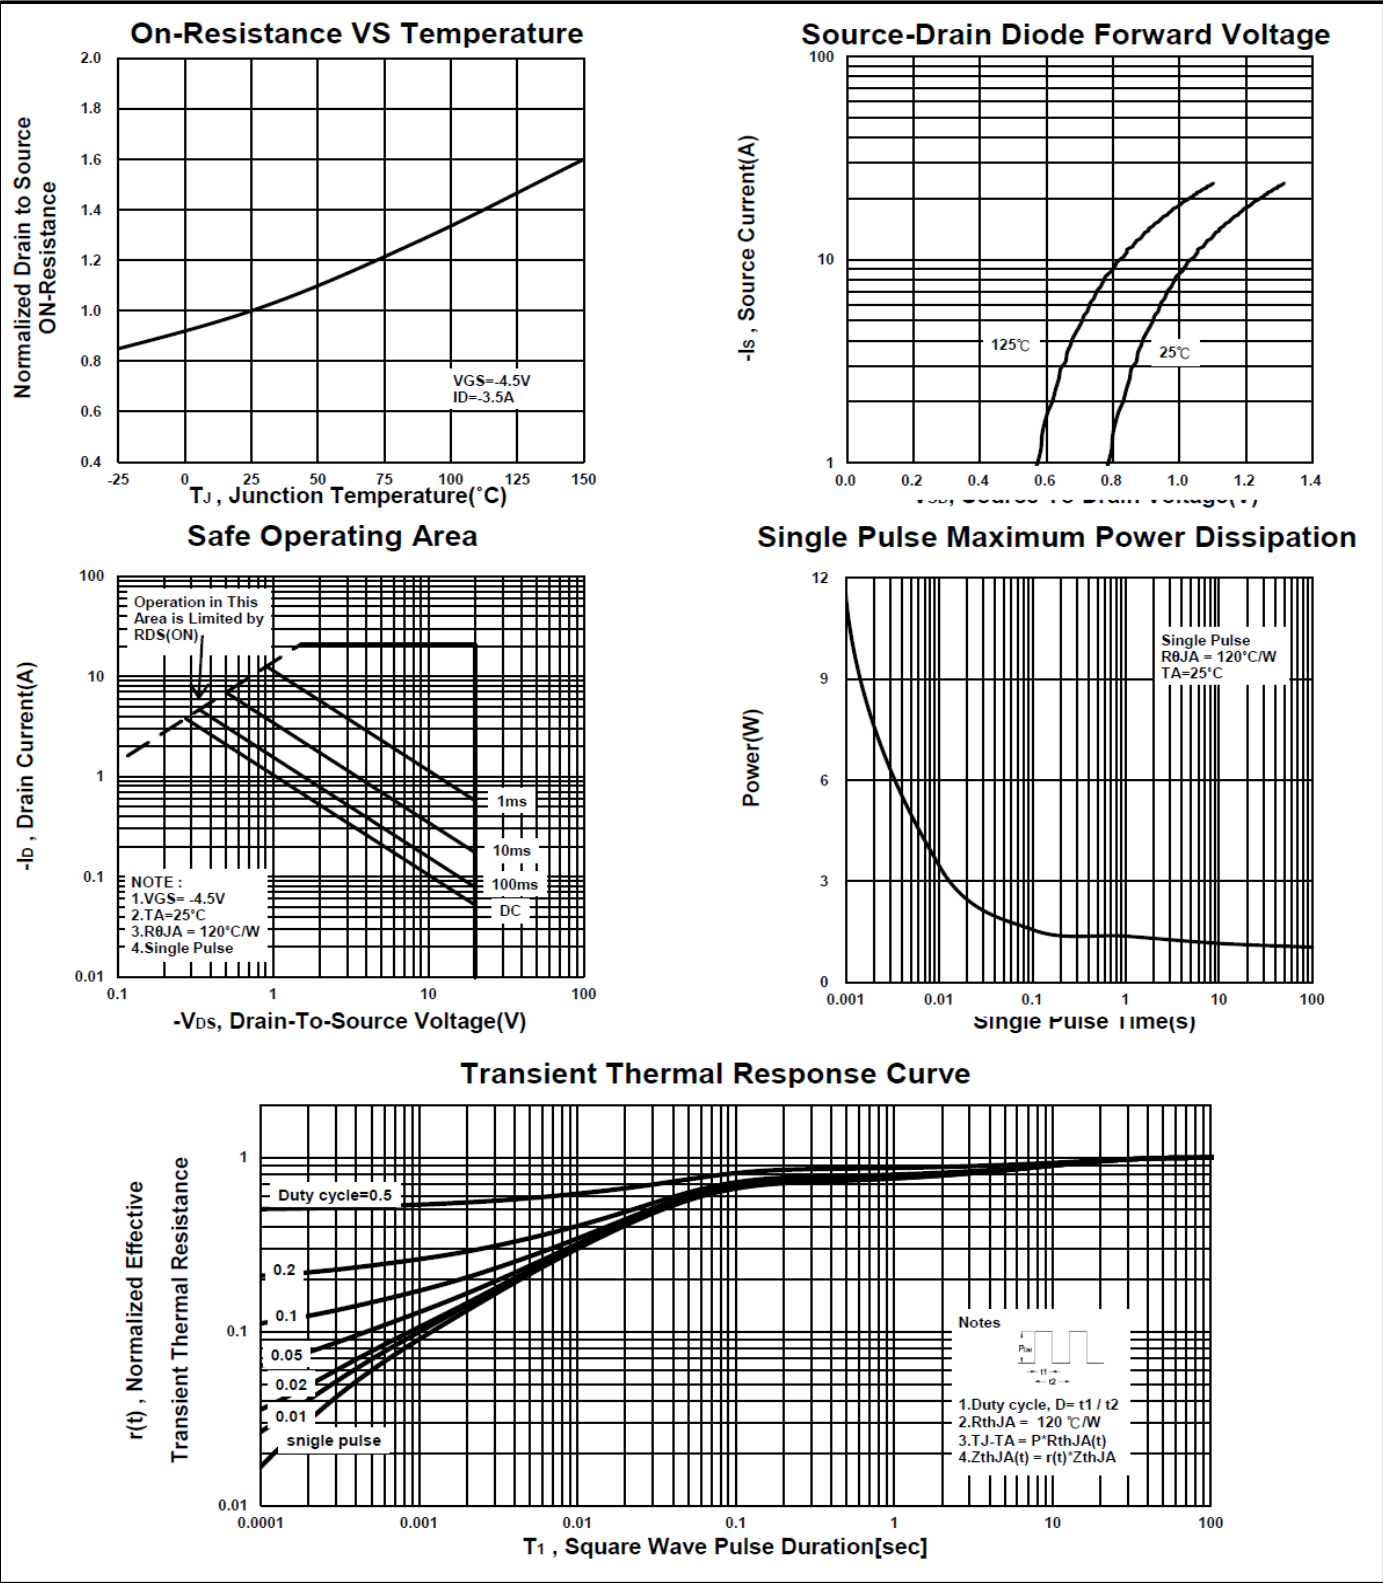 On-Resistance VS Temperature
Normalized Drain to Source
ON-Resistance
2.0
1.8
1.6
1.4
1.2
1.0
0.8
0.6
0.4
VGS=-4.5V
ID=-3.5A
-25 0 25 50 75 100 125 150
TJ , Junction Temperature(°C)
Source-Drain Diode Forward Voltage
-IS , Source Current(A)
100
10
1
125℃
25℃
0.0 0.2 0.4 0.6 0.8 1.0 1.2 1.4
VSD, Source-To-Drain Voltage(V)
Safe Operating Area
-ID , Drain Current(A)
100
10
1
0.1
0.01
Operation in This
Area is Limited by
RDS(ON)
1ms
10ms
100ms
DC
NOTE :
1.VGS= -4.5V
2.TA=25°C
3.RθJA = 120°C/W
4.Single Pulse
0.1 1 10 100
-VDS, Drain-To-Source Voltage(V)
Single Pulse Maximum Power Dissipation
Power(W)
12
9
6
3
0
Single Pulse
RθJA = 120°C/W
TA=25°C
0.001 0.01 0.1 1 10 100
Single Pulse Time(s)
Transient Thermal Response Curve
r(t) , Normalized Effective
Transient Thermal Resistance
1
0.1
0.01
Duty cycle=0.5
0.2
0.1
0.05
0.02
0.01
snigle pulse
Notes
PDM
t1
t2
1.Duty cycle, D= t1 / t2
2.RthJA = 120 ℃/W
3.TJ-TA = P*RthJA(t)
4.ZthJA(t) = r(t)*ZthJA
0.0001 0.001 0.01 0.1 1 10 100
T1 , Square Wave Pulse Duration[sec]